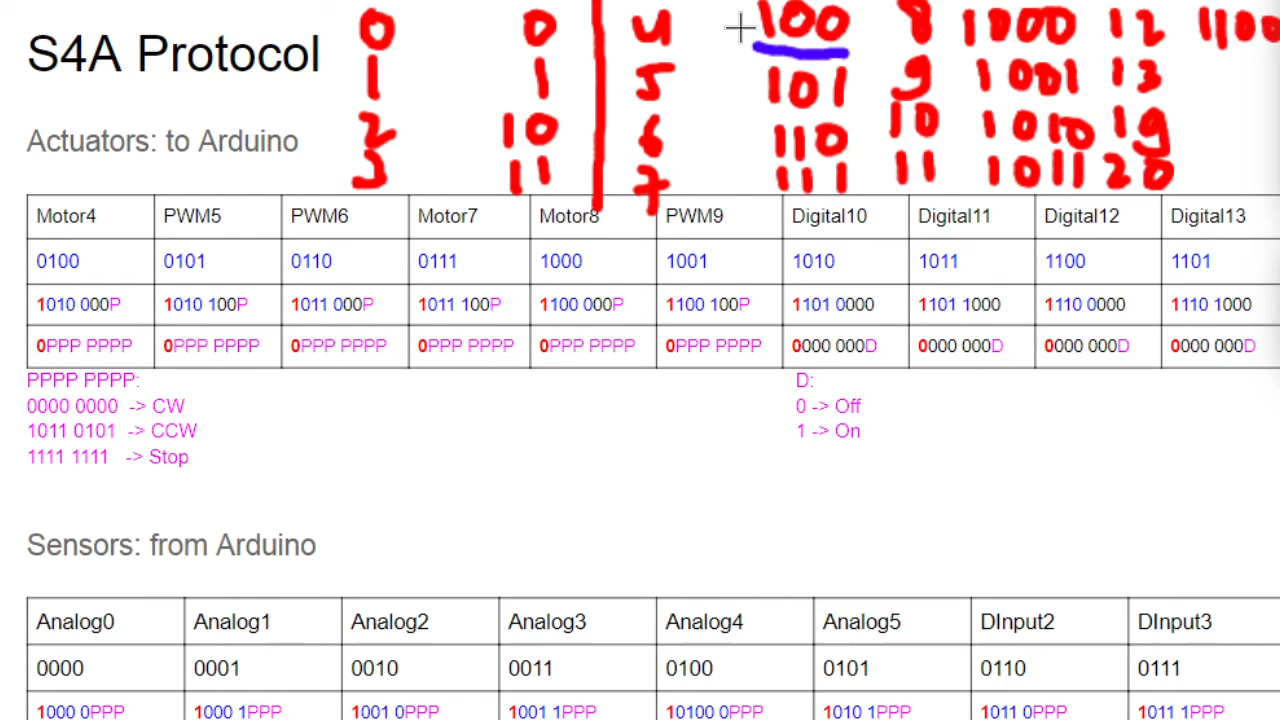 0 0 4 100 8 1000 12 1100
S4A Protocol
1 1 5 101 9 1001 13
2 10 6 110 10 1010 19
Actuators: to Arduino
3 11 7 111 11 1011 20
Motor4 PWM5 PWM6 Motor7 Motor8 PWM9 Digital10 Digital11 Digital12 Digital13
0100 0101 0110 0111 1000 1001 1010 1011 1100 1101
1010 000P 1010 100P 1011 000P 1011 100P 1100 000P 1100 100P 1101 0000 1101 1000 1110 0000 1110 1000
0PPP PPPP 0PPP PPPP 0PPP PPPP 0PPP PPPP 0PPP PPPP 0PPP PPPP 0000 000D 0000 000D 0000 000D 0000 000D
PPPP PPPP: D:
0000 0000 -> CW 0 -> Off
1011 0101 -> CCW 1 -> On
1111 1111 -> Stop
Sensors: from Arduino
Analog0 Analog1 Analog2 Analog3 Analog4 Analog5 DInput2 DInput3
0000 0001 0010 0011 0100 0101 0110 0111
1000 0PPP 1000 1PPP 1001 0PPP 1001 1PPP 10100 0PPP 1010 1PPP 1011 0PPP 1011 1PPP